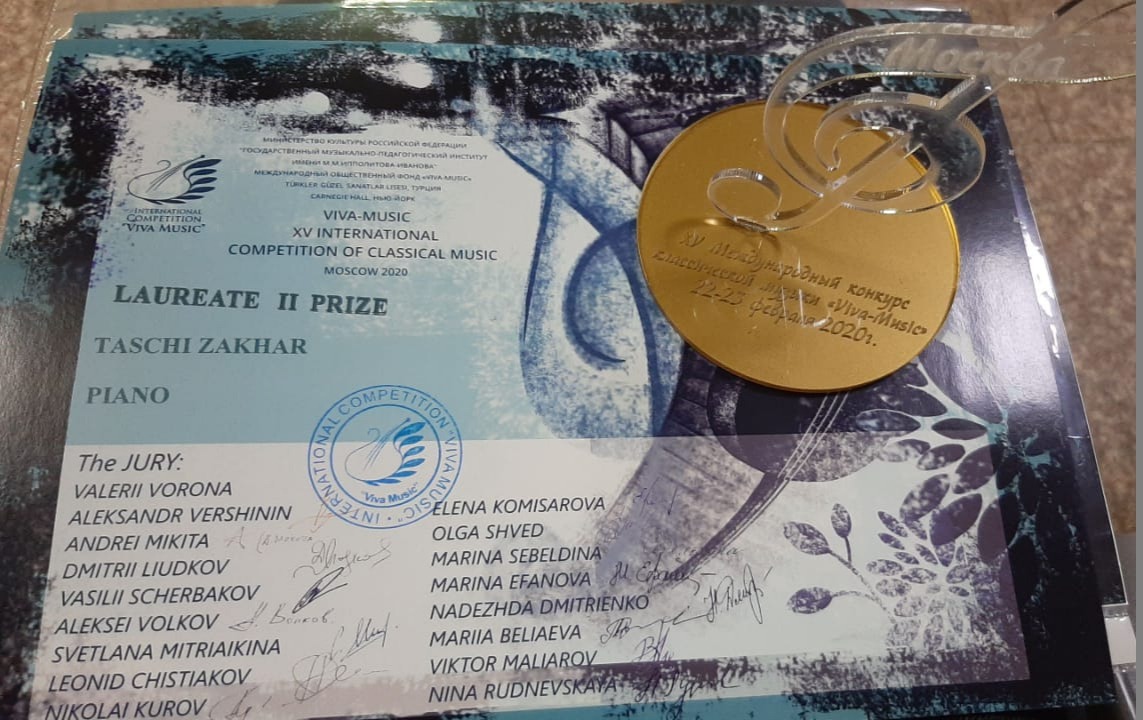 МИНИСТЕРСТВО КУЛЬТУРЫ РОССИЙСКОЙ ФЕДЕРАЦИИ
"ГОСУДАРСТВЕННЫЙ МУЗЫКАЛЬНО-ПЕДАГОГИЧЕСКИЙ ИНСТИТУТ
ИМЕНИ М.М.ИППОЛИТОВА-ИВАНОВА"
МЕЖДУНАРОДНЫЙ ОБЩЕСТВЕННЫЙ ФОНД «VIVA-MUSIC»
TÜRKLER GÜZEL SANATLAR LISESI, ТУРЦИЯ
CARNEGIE HALL, НЬЮ-ЙОРК
INTERNATIONAL
COMPETITION
"VIVA MUSIC"
VIVA-MUSIC
XV INTERNATIONAL
COMPETITION OF CLASSICAL MUSIC
MOSCOW 2020
LAUREATE II PRIZE
TASCHI ZAKHAR
PIANO
INTERNATIONAL COMPETITION "VIVA MUSIC"
"Viva Music"
The JURY:
VALERII VORONA
ALEKSANDR VERSHININ
ANDREI MIKITA
DMITRII LIUDKOV
VASILII SCHERBAKOV
ALEKSEI VOLKOV
SVETLANA MITRIAIKINA
LEONID CHISTIAKOV
NIKOLAI KUROV
ELENA KOMISAROVA
OLGA SHVED
MARINA SEBELDINA
MARINA EFANOVA
NADEZHDA DMITRIENKO
MARIIA BELIAEVA
VIKTOR MALIAROV
NINA RUDNEVSKAYA
Москва
XV Международный конкурс
классической музыки «Viva-Music»
22-25 февраля 2020г.